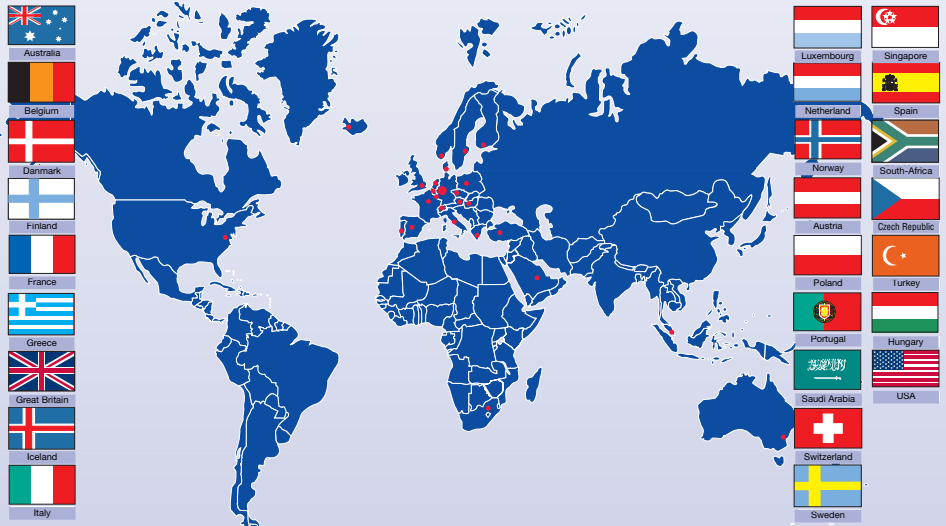 Australia
Belgium
Danmark
Finland
France
Greece
Great Britain
Iceland
Italy
Luxembourg
Netherland
Norway
Austria
Poland
Portugal
Saudi Arabia
Switzerland
Sweden
Singapore
Spain
South-Africa
Czech Republic
Turkey
Hungary
USA